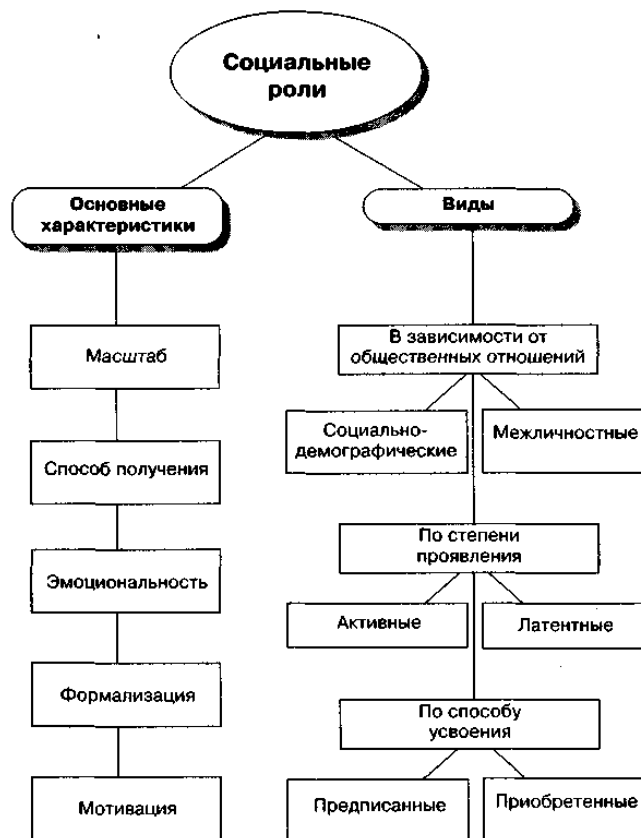 Социальные
роли
Основные
характеристики
Виды
Масштаб
Способ получения
Эмоциональность
Формализация
Мотивация
В зависимости от
общественных отношений
Социально-
демографические
Межличностные
По степени
проявления
Активные
Латентные
По способу
усвоения
Предписанные
Приобретенные